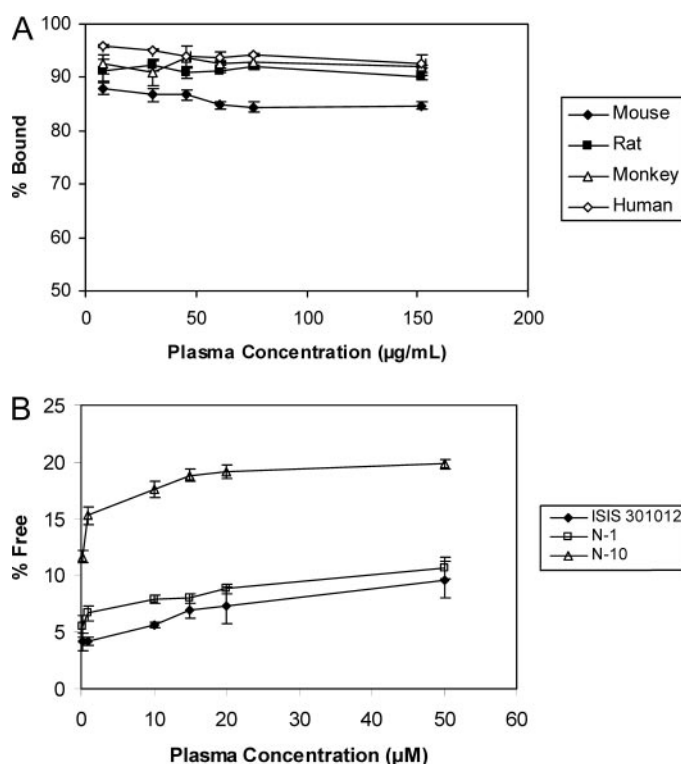 A
100
90
80
70
60
50
% Bound
0
50
100
150
200
Plasma Concentration (µg/mL)
Mouse
Rat
Monkey
Human
B
25
20
15
10
5
0
% Free
0
10
20
30
40
50
60
Plasma Concentration (µM)
ISIS 301012
N-1
N-10